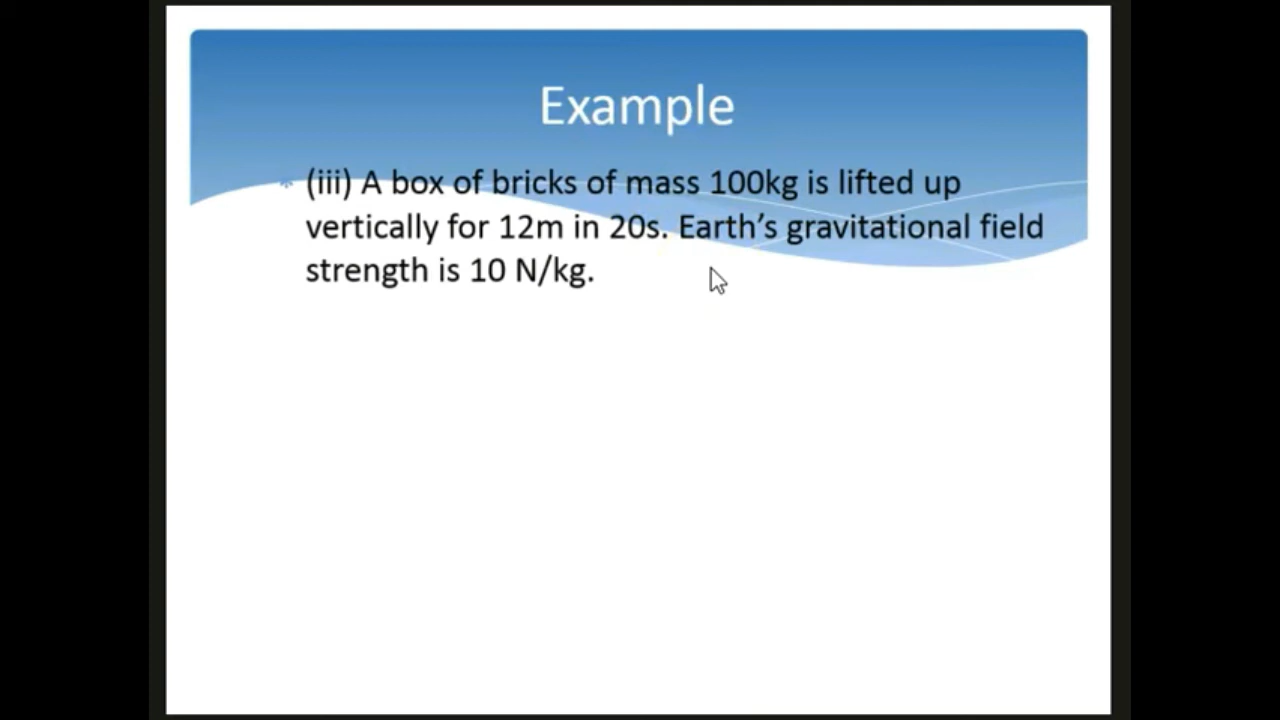 Example
(iii) A box of bricks of mass 100kg is lifted up
vertically for 12m in 20s. Earth’s gravitational field
strength is 10 N/kg.